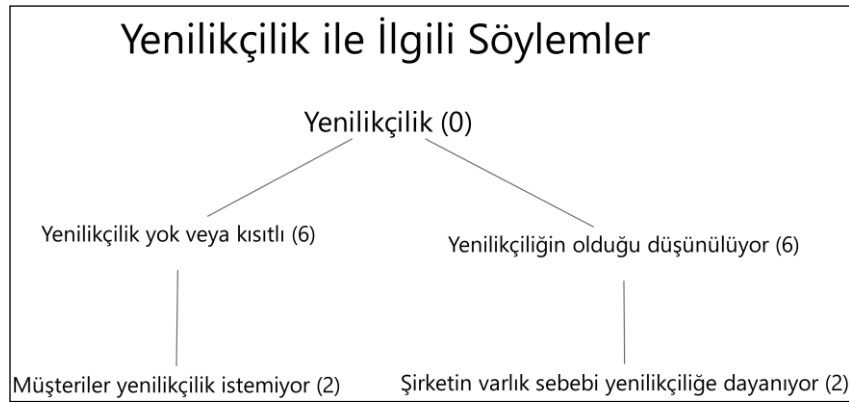 Yenilikçilik ile İlgili Söylemler
Yenilikçilik (0)
Yenilikçilik yok veya kısıtlı (6)
Yenilikçiliğin olduğu düşünülüyor (6)
Müşteriler yenilikçilik istemiyor (2)
Şirketin varlık sebebi yenilikçiliğe dayanıyor (2)